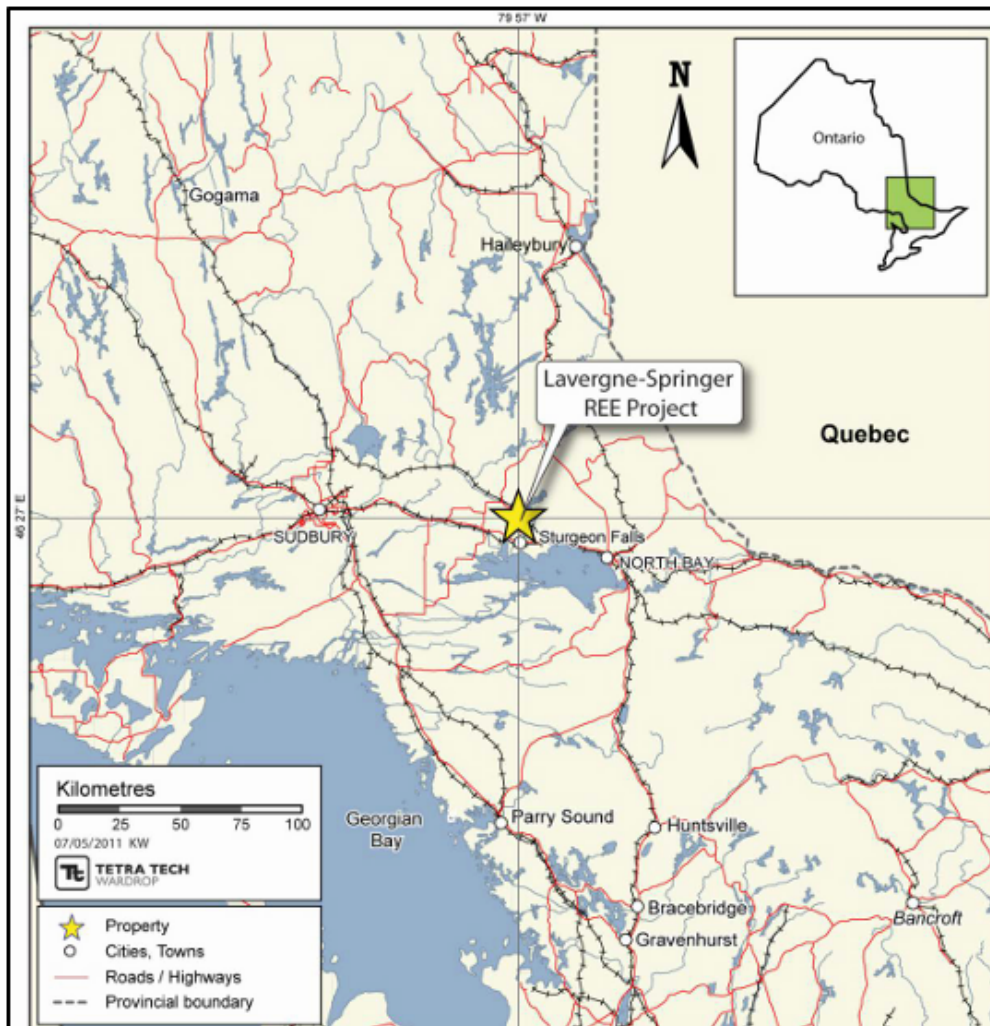 79 57' W
N
Ontario
Gogama
Haileybury
Lavergne-Springer
REE Project
Quebec
46 27' E
SUDBURY
Sturgeon Falls
NORTH BAY
Kilometres
0 25 50 75 100
07/05/2011 KW
Tt TETRA TECH
WARDROP
Georgian
Bay
Parry Sound
Huntsville
Bracebridge
Gravenhurst
Bancroft
Property
Cities, Towns
Roads / Highways
Provincial boundary